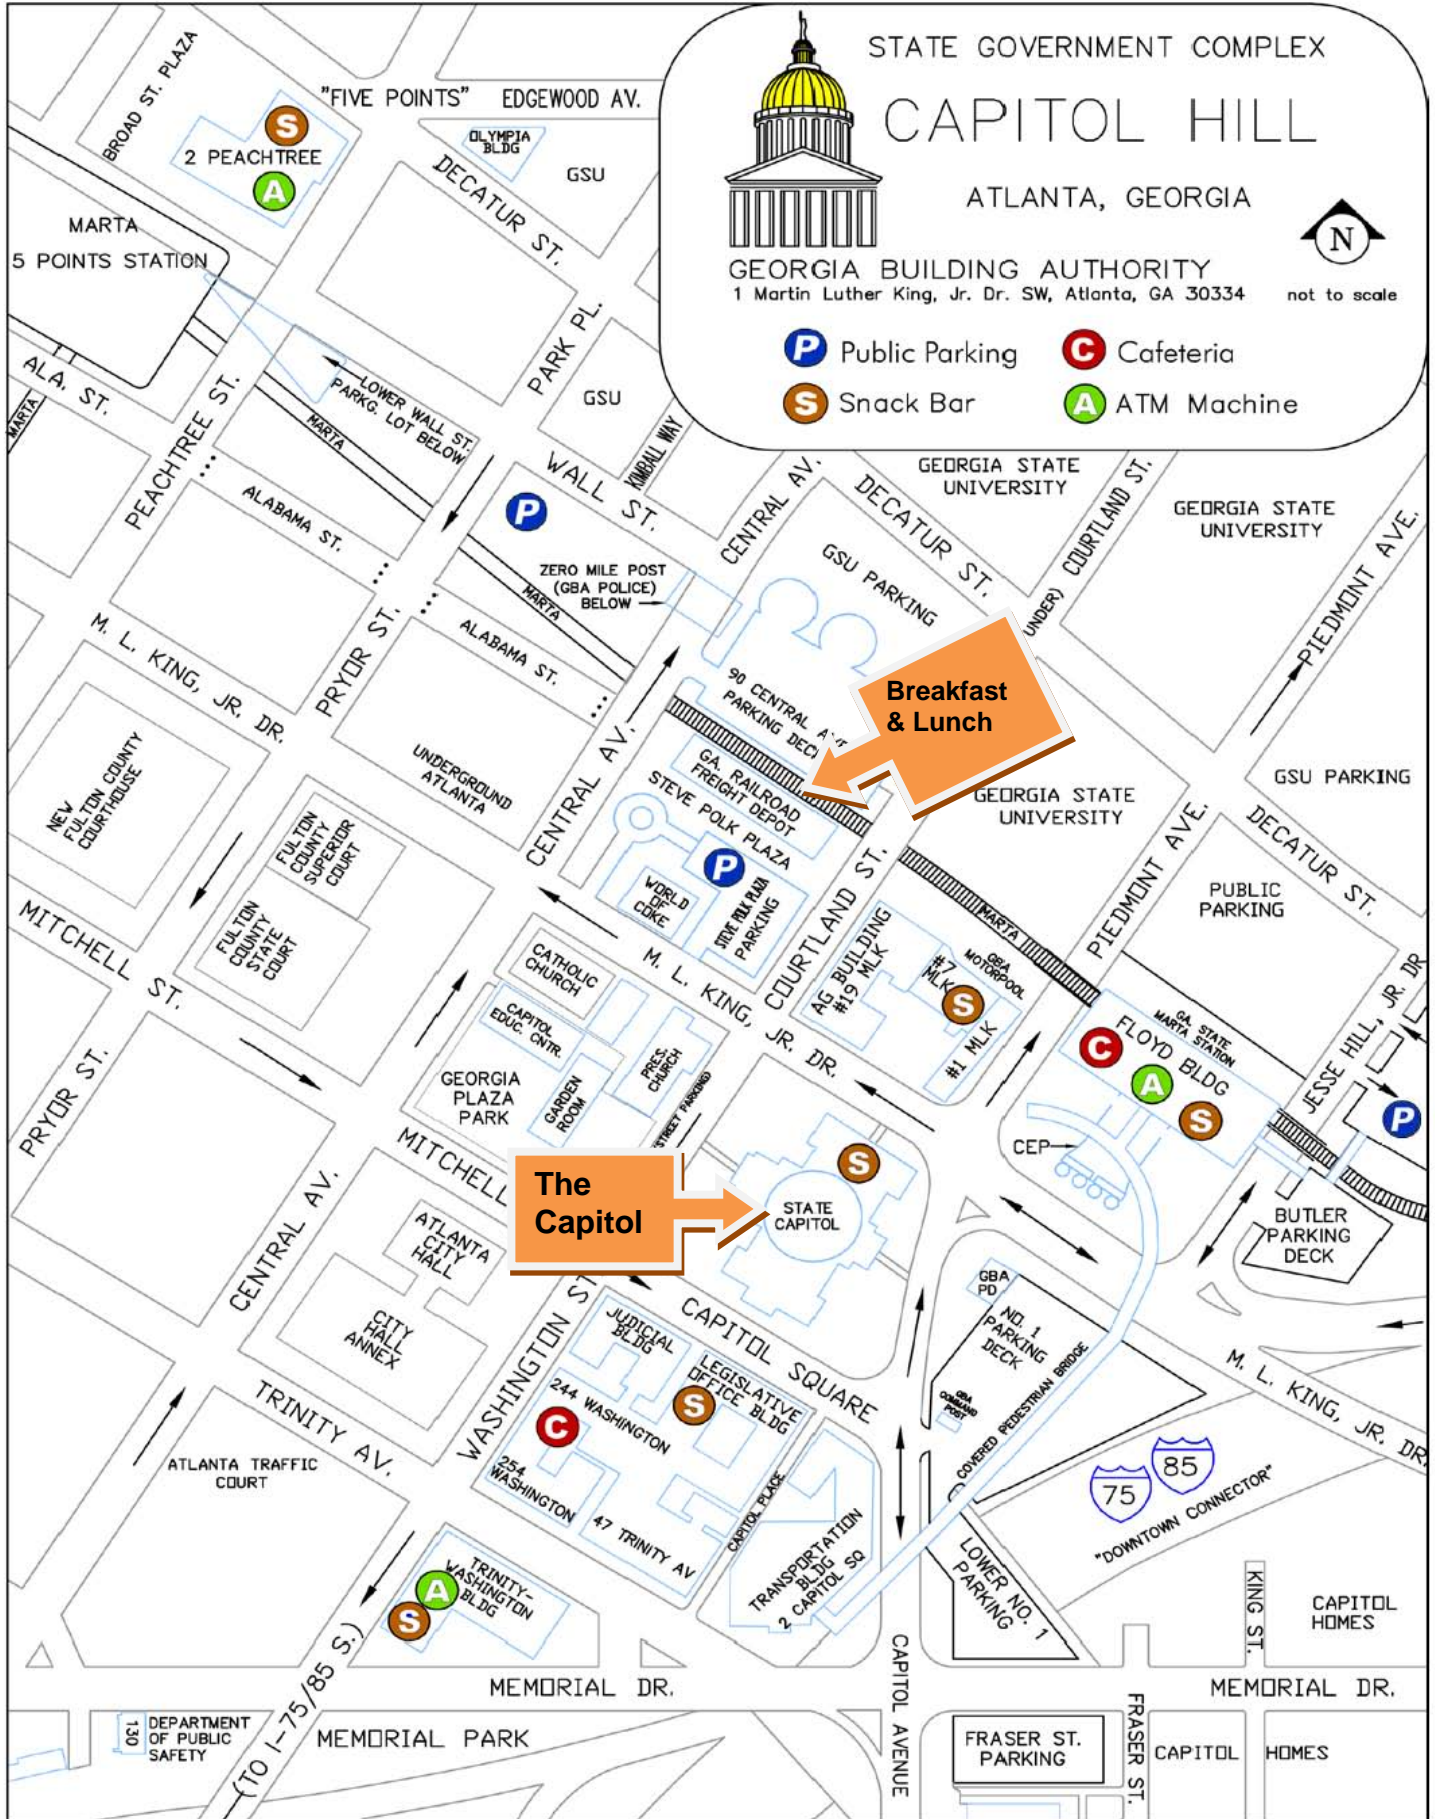 STATE GOVERNMENT COMPLEX
CAPITOL HILL
ATLANTA, GEORGIA
N
not to scale
GEORGIA BUILDING AUTHORITY
1 Martin Luther King, Jr. Dr. SW, Atlanta, GA 30334
P Public Parking
C Cafeteria
S Snack Bar
A ATM Machine
BROAD ST. PLAZA
"FIVE POINTS"
EDGEWOOD AV.
S
2 PEACHTREE
A
OLYMPIA
BLDG
GSU
DECATUR ST.
MARTA
5 POINTS STATION
PARK PL.
GSU
KIMBALL WAY
ALA. ST.
MARTA
PEACHTREE ST.
LOWER WALL ST.
PARKG. LOT BELOW
MARTA
WALL ST.
P
CENTRAL AV.
DECATUR ST.
GEORGIA STATE
UNIVERSITY
COURTLAND ST.
(UNDER)
GEORGIA STATE
UNIVERSITY
PIEDMONT AVE.
ALABAMA ST.
ZERO MILE POST
(GBA POLICE)
BELOW
MARTA
GSU PARKING
ALABAMA ST.
M. L. KING, JR. DR.
PRYOR ST.
90 CENTRAL AVE
PARKING DECK
Breakfast
& Lunch
NEW
FULTON COUNTY
COURTHOUSE
UNDERGROUND
ATLANTA
CENTRAL AV.
GA. RAILROAD
FREIGHT DEPOT
STEVE POLK PLAZA
GEORGIA STATE
UNIVERSITY
GSU PARKING
DECATUR ST.
FULTON
COUNTY
SUPERIOR
COURT
P
WORLD
OF
COKE
STEVE POLK PLAZA
PARKING
COURTLAND ST.
PIEDMONT AVE.
PUBLIC
PARKING
MARTA
MITCHELL ST.
FULTON
COUNTY
STATE
COURT
CATHOLIC
CHURCH
M. L. KING, JR. DR.
AG BUILDING
#19 MLK
#7
MLK
GBA
MOTORPOOL
S
#1 MLK
GA. STATE
MARTA STATION
C
FLOYD BLDG
A
S
JESSE HILL, JR. DR
P
CAPITOL
EDUC. CNTR.
PRES.
CHURCH
GEORGIA
PLAZA
PARK
GARDEN
ROOM
STREET PARKING)
PRYOR ST.
MITCHELL
CEP
The
Capitol
S
STATE
CAPITOL
BUTLER
PARKING
DECK
CENTRAL AV.
ATLANTA
CITY
HALL
CITY
HALL
ANNEX
WASHINGTON ST
JUDICIAL
BLDG
CAPITOL SQUARE
GBA
PD
NO. 1
PARKING
DECK
GBA
COMMAND
POST
COVERED PEDESTRIAN BRIDGE
M. L. KING, JR. DR.
TRINITY AV.
244 WASHINGTON
LEGISLATIVE
OFFICE BLDG
S
C
254
WASHINGTON
47 TRINITY AV
CAPITOL PLACE
ATLANTA TRAFFIC
COURT
75
85
"DOWNTOWN CONNECTOR"
TRANSPORTATION
BLDG
2 CAPITOL SQ
LOWER NO. 1
PARKING
TRINITY-
WASHINGTON
BLDG
A
S
KING ST.
CAPITOL
HOMES
(TO I-75/85 S.)
MEMORIAL DR.
CAPITOL AVENUE
MEMORIAL DR.
130
DEPARTMENT
OF PUBLIC
SAFETY
MEMORIAL PARK
FRASER ST.
PARKING
FRASER ST.
CAPITOL
HOMES